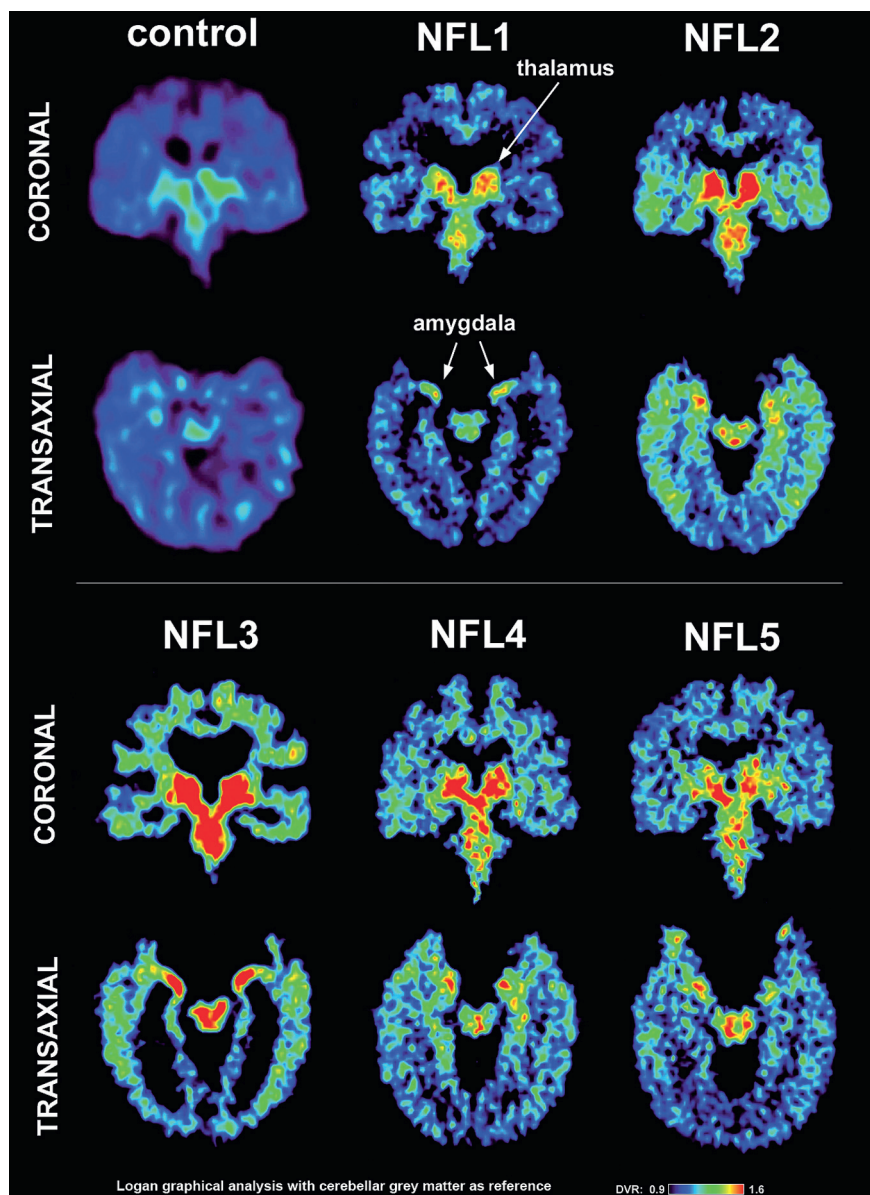 control NFL1 NFL2
thalamus
CORONAL
amygdala
TRANSAXIAL
NFL3 NFL4 NFL5
CORONAL
TRANSAXIAL
Logan graphical analysis with cerebellar grey matter as reference
DVR: 0.9 1.6